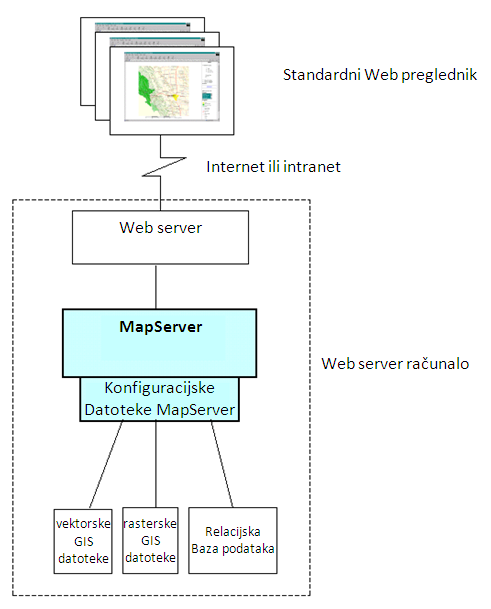 Standardni Web preglednik
Internet ili intranet
Web server
MapServer
Web server računalo
Konfiguracijske
Datoteke MapServer
vektorske
GIS
datoteke
rasterske
GIS
datoteke
Relacijska
Baza podataka